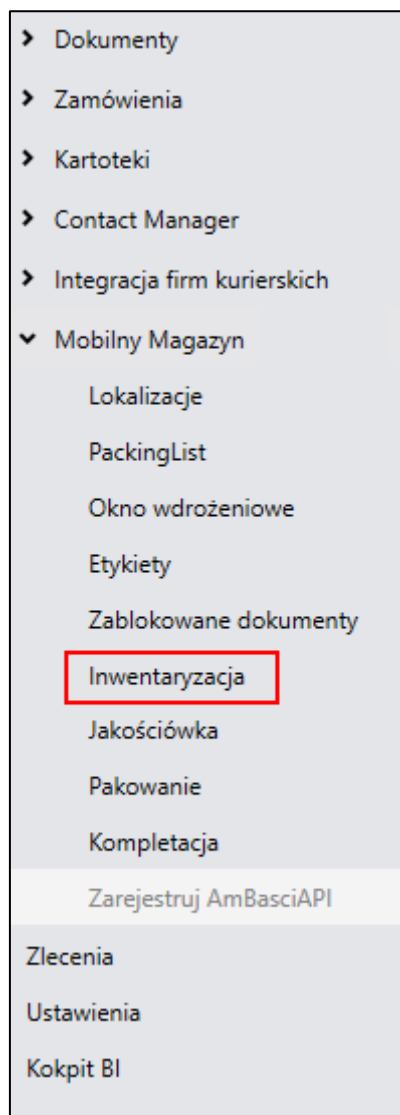 Dokumenty
Zamówienia
Kartoteki
Contact Manager
Integracja firm kurierskich
Mobilny Magazyn
Lokalizacje
PackingList
Okno wdrożeniowe
Etykiety
Zablokowane dokumenty
Inwentaryzacja
Jakościówka
Pakowanie
Kompletacja
Zarejestruj AmBasciAPI
Zlecenia
Ustawienia
Kokpit BI